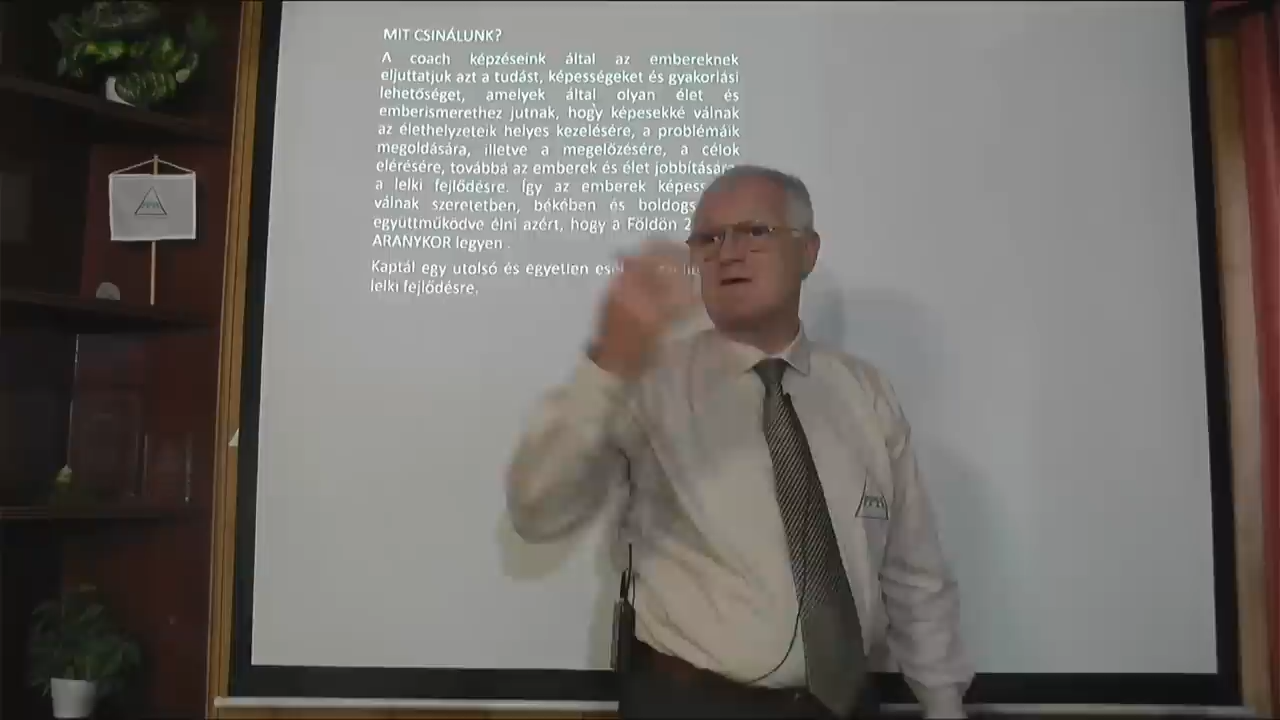 MIT CSINÁLUNK?
A coach képzéseink által az embereknek
eljuttatjuk azt a tudást, képességeket és gyakorlási
lehetőséget, amelyek által olyan élet és
emberismerethez jutnak, hogy képesekké válnak
az élethelyzeteik helyes kezelésére, a problémáik
megoldására, illetve a megelőzésére, a célok
elérésére, továbbá az emberek és élet jobbítására
a lelki fejlődésre. Így az emberek
válnak szeretetben, békében és
együttműködve élni azért, hogy a Földön
ARANYKOR legyen .
Kaptál egy utolsó és egyetlen
lelki fejlődésre.